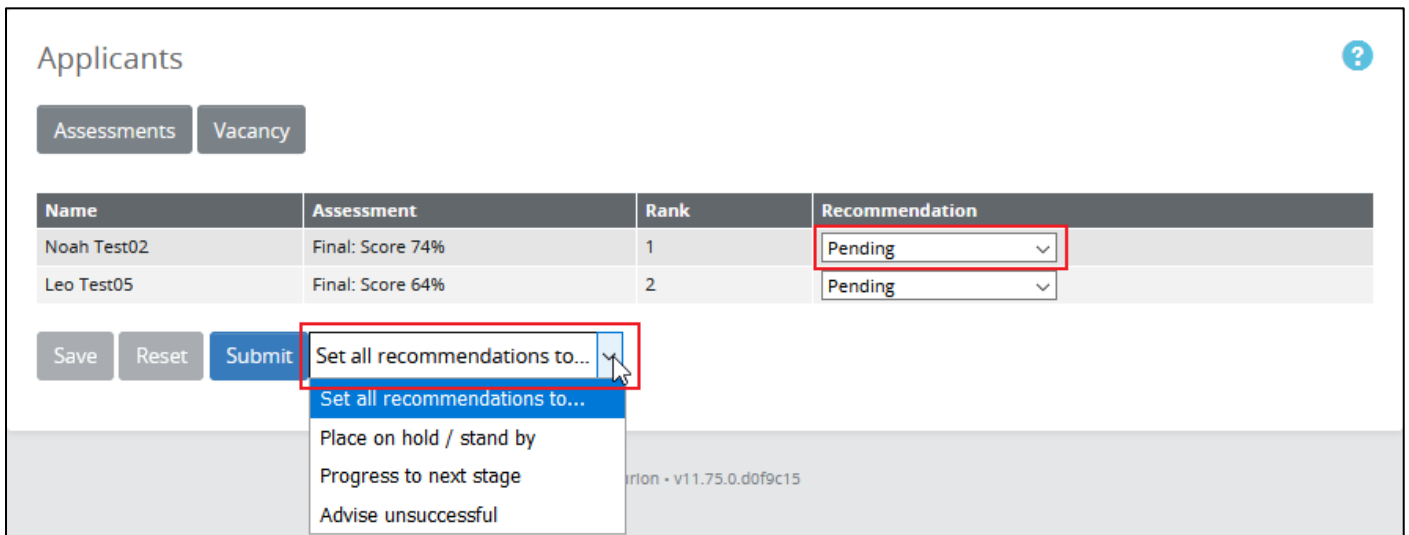 Applicants
?
Assessments Vacancy
Name Assessment Rank Recommendation
Noah Test02 Final: Score 74% 1 Pending
Leo Test05 Final: Score 64% 2 Pending
Save Reset Submit Set all recommendations to...
Set all recommendations to...
Place on hold / stand by
Progress to next stage
v11.75.0.d0f9c15
Advise unsuccessful